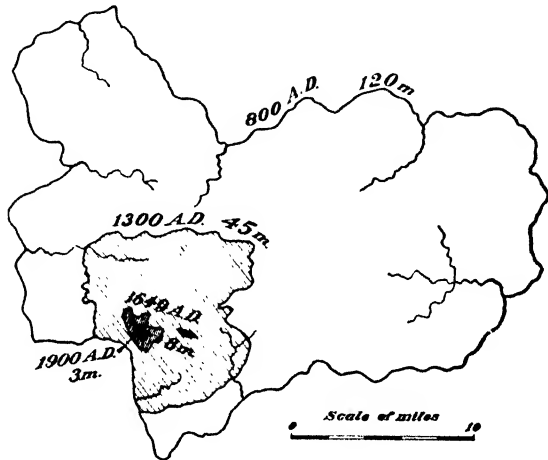 800 A.D. 120 m
1300 A.D. 45 m.
1649 A.D.
8 m.
1900 A.D.
3 m.
Scale of miles
0 10